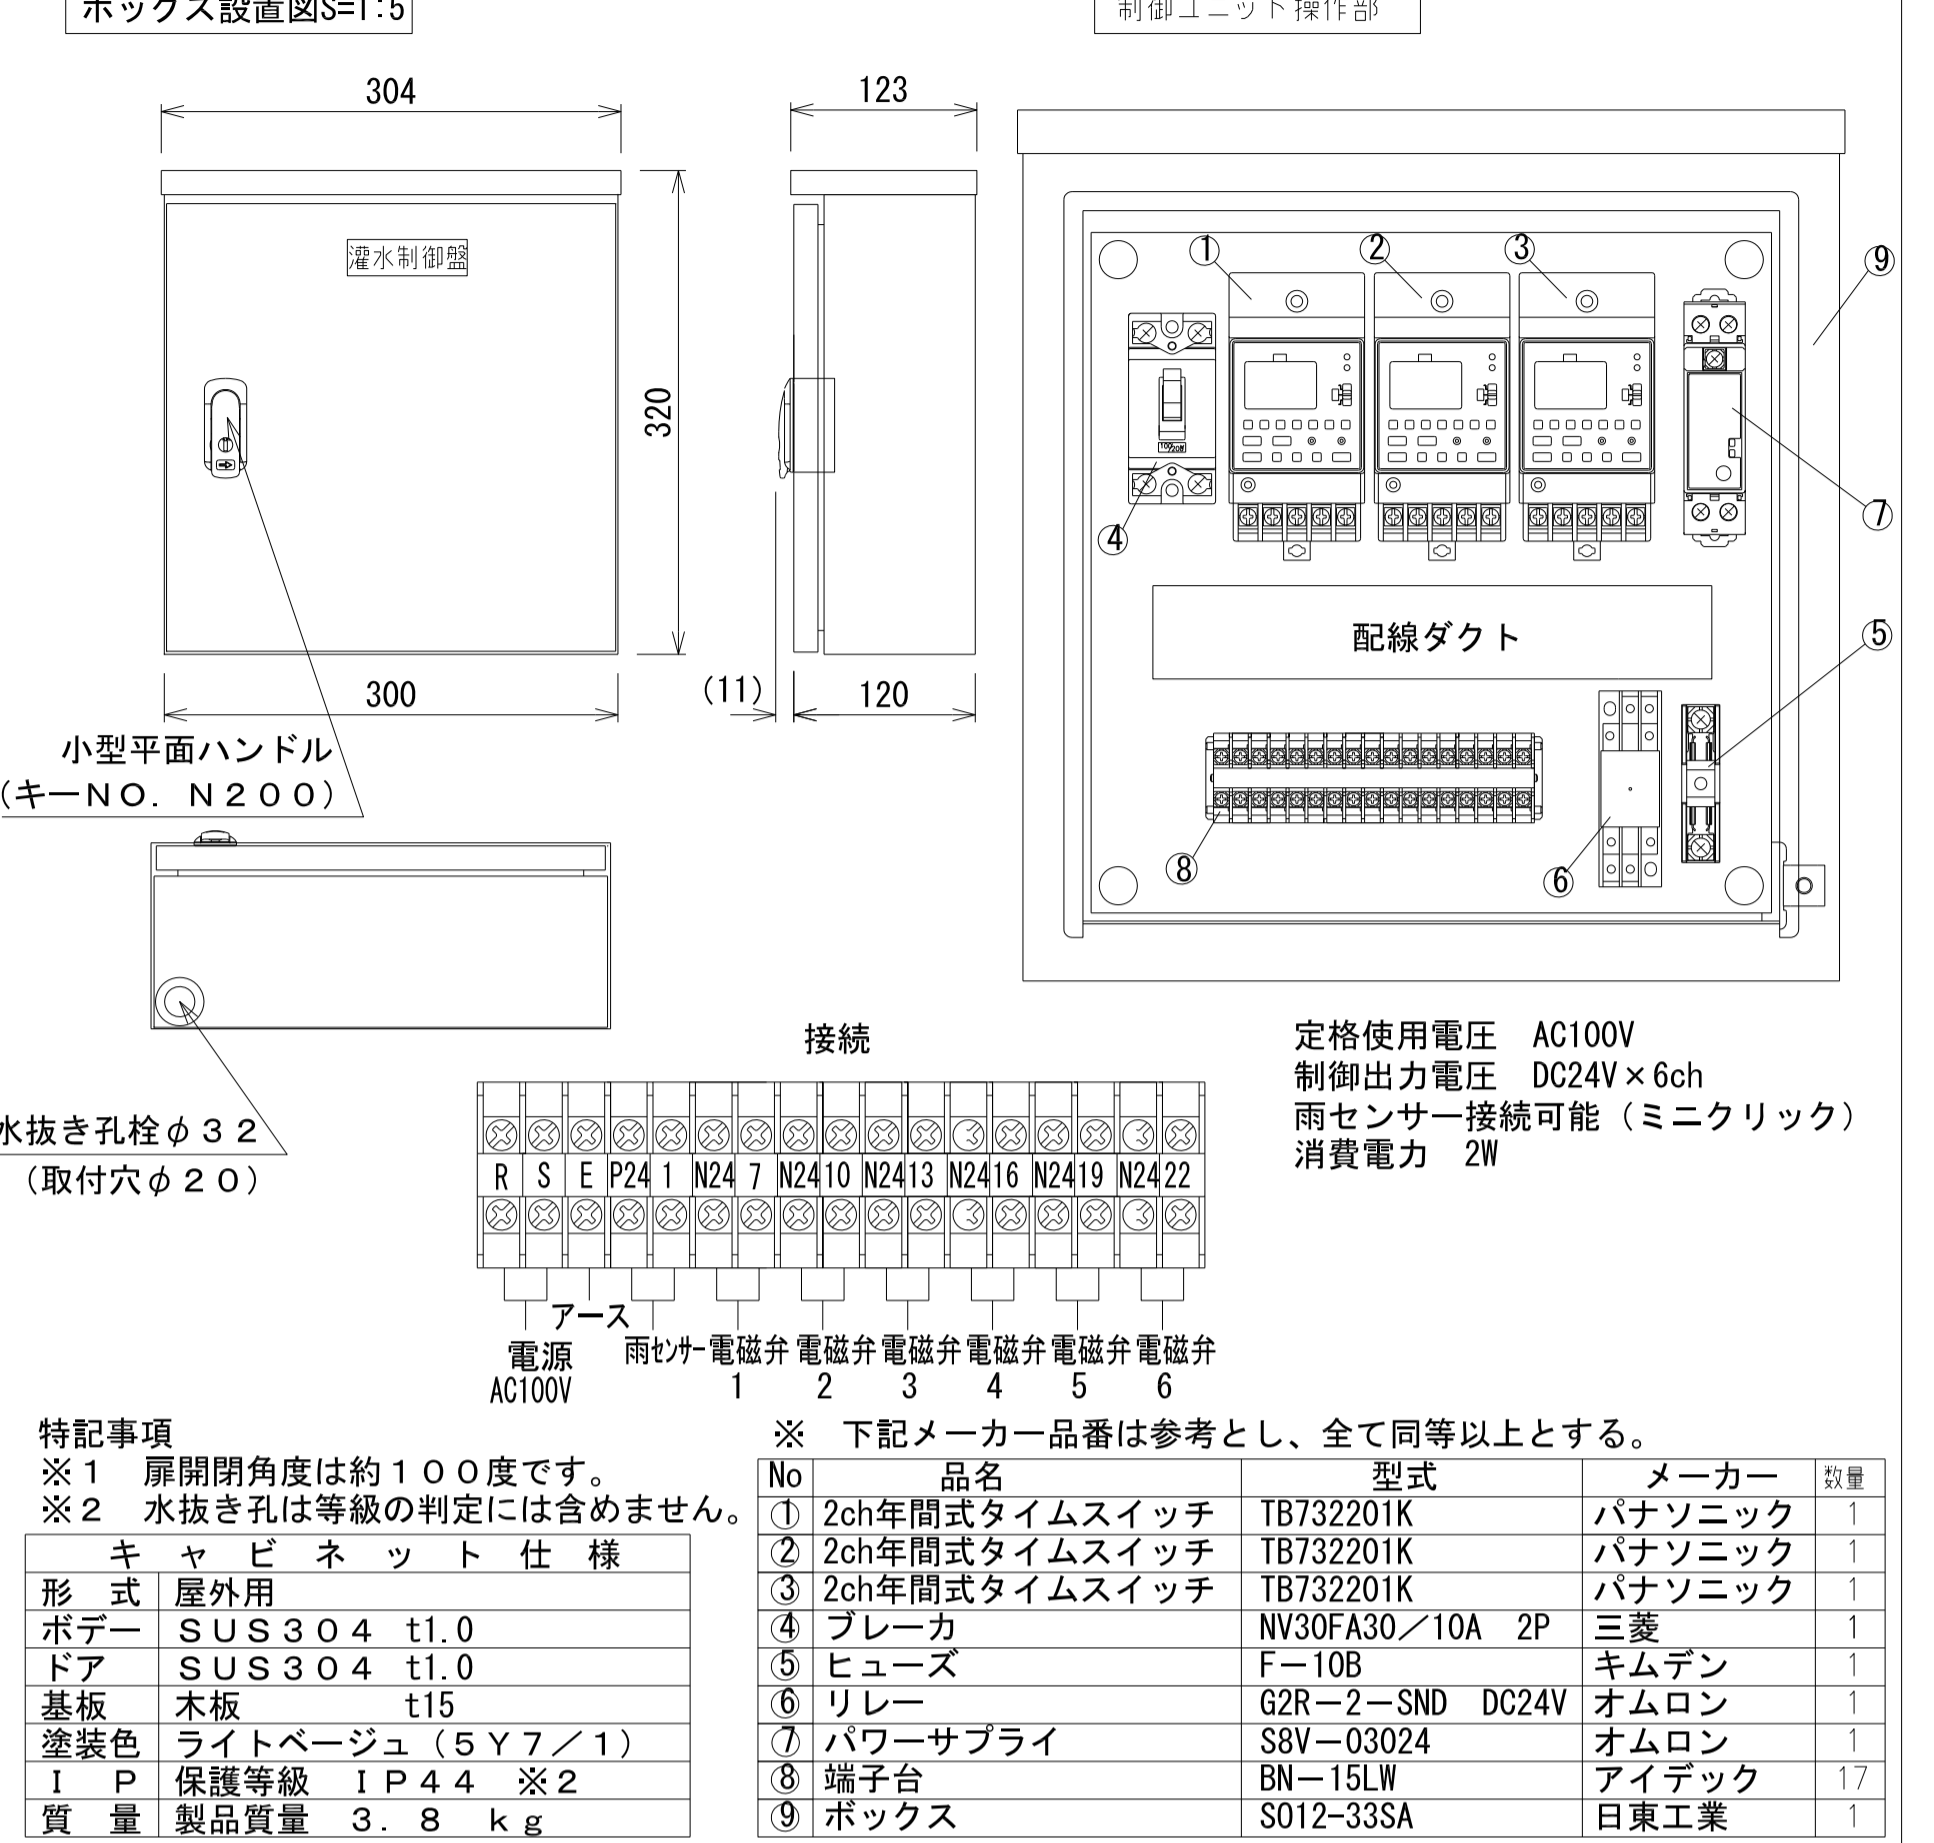 ボックス設置図S=1:5
制御ユニット操作部
304
123
灌水制御盤
320
300
(11)
120
小型平面ハンドル
(キーNO. N200)
水抜き孔栓φ32
(取付穴φ20)
① ② ③
⑨
100/200V
④
⑦
配線ダクト
⑤
⑧
⑥
定格使用電圧 AC100V
制御出力電圧 DC24V×6ch
雨センサー接続可能(ミニクリック)
消費電力 2W
接続
R S E P24 1 N24 7 N24 10 N24 13 N24 16 N24 19 N24 22
アース
電源 雨センサー 電磁弁 電磁弁 電磁弁 電磁弁 電磁弁 電磁弁
AC100V 1 2 3 4 5 6
特記事項
※1 扉開閉角度は約100度です。
※2 水抜き孔は等級の判定には含めません。
キャビネット仕様
形式 屋外用
ボデー SUS304 t1.0
ドア SUS304 t1.0
基板 木板 t15
塗装色 ライトベージュ(5Y7/1)
IP 保護等級 IP44 ※2
質量 製品質量 3.8 kg
※ 下記メーカー品番は参考とし、全て同等以上とする。
No 品名 型式 メーカー 数量
① 2ch年間式タイムスイッチ TB732201K パナソニック 1
② 2ch年間式タイムスイッチ TB732201K パナソニック 1
③ 2ch年間式タイムスイッチ TB732201K パナソニック 1
④ ブレーカ NV30FA30/10A 2P 三菱 1
⑤ ヒューズ F-10B キムデン 1
⑥ リレー G2R-2-SND DC24V オムロン 1
⑦ パワーサプライ S8V-03024 オムロン 1
⑧ 端子台 BN-15LW アイデック 17
⑨ ボックス SO12-33SA 日東工業 1